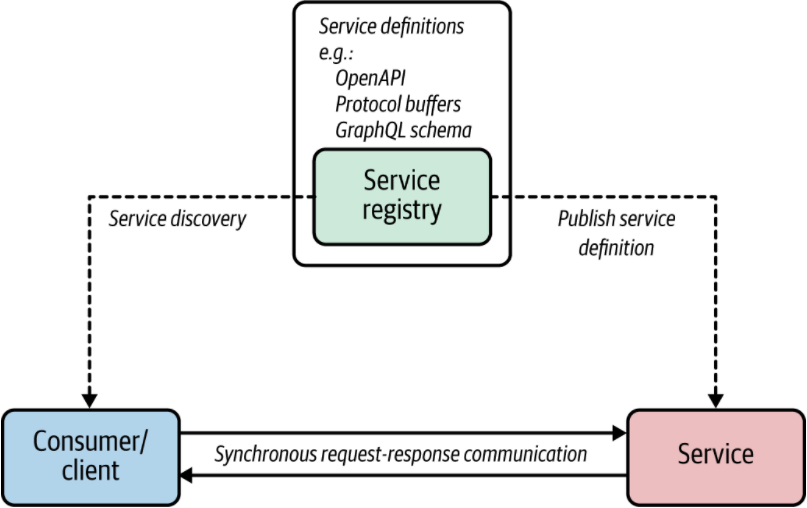 Service definitions
e.g.:
OpenAPI
Protocol buffers
GraphQL schema
Service
registry
Service discovery
Publish service
definition
Consumer/
client
Synchronous request-response communication
Service